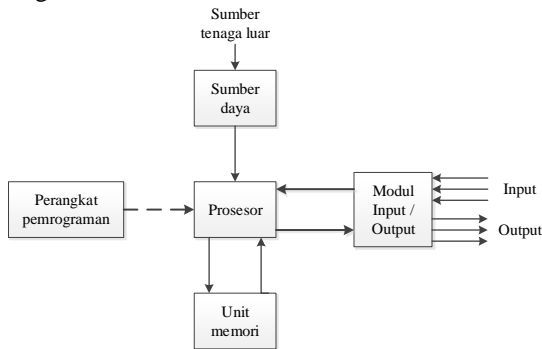 Sumber
tenaga luar
Sumber
daya
Perangkat
pemrograman
Prosesor
Modul
Input /
Output
Input
Output
Unit
memori